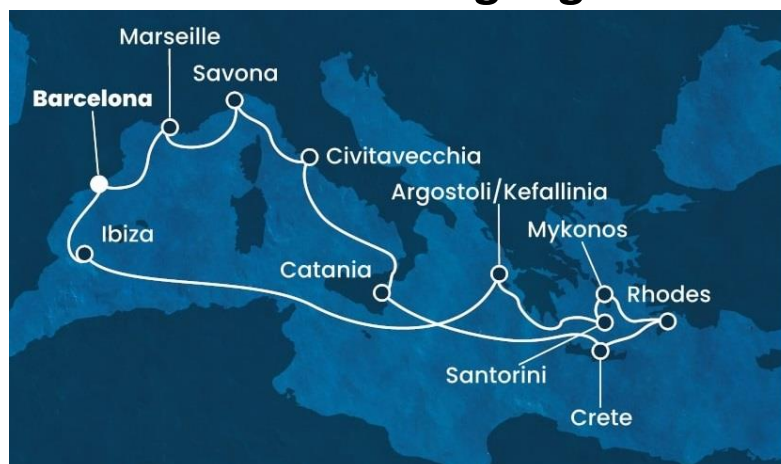 Marseille
Savona
Barcelona
Civitavecchia
Argostoli/Kefallinia
Mykonos
Ibiza
Catania
Rhodes
Santorini
Crete